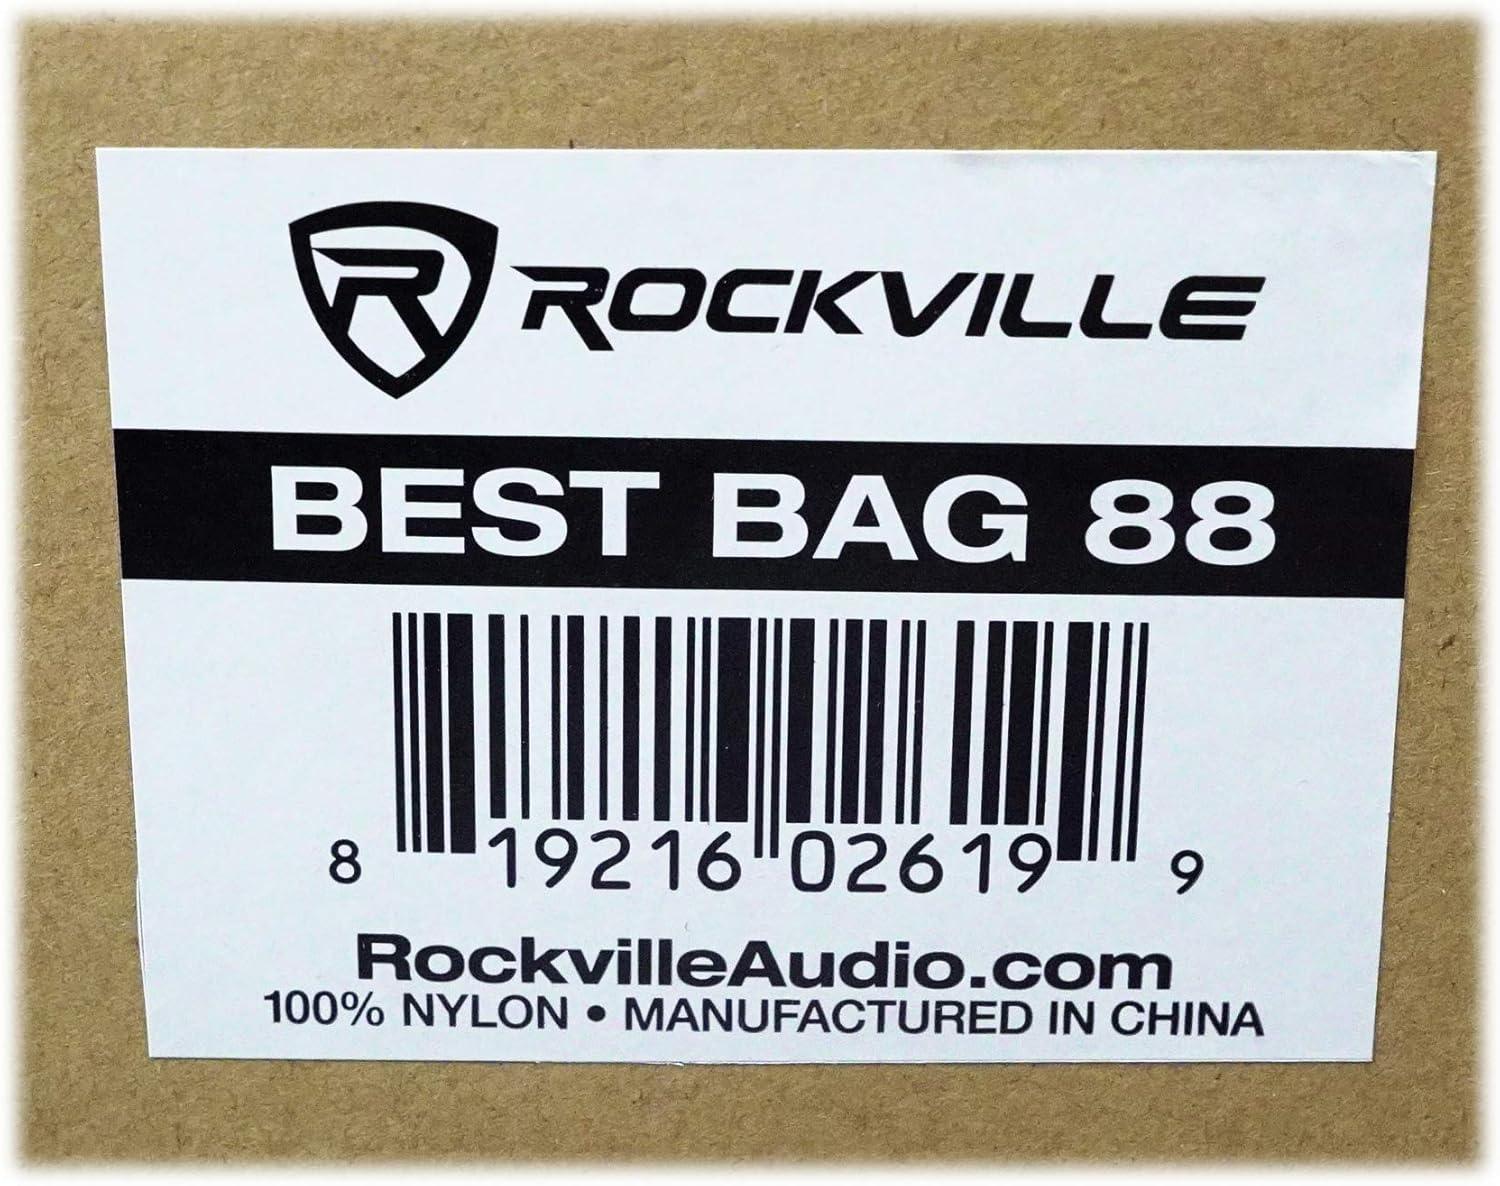 R ROCKVILLE
BEST BAG 88
8 19216 02619 9
RockvilleAudio.com
100% NYLON • MANUFACTURED IN CHINA